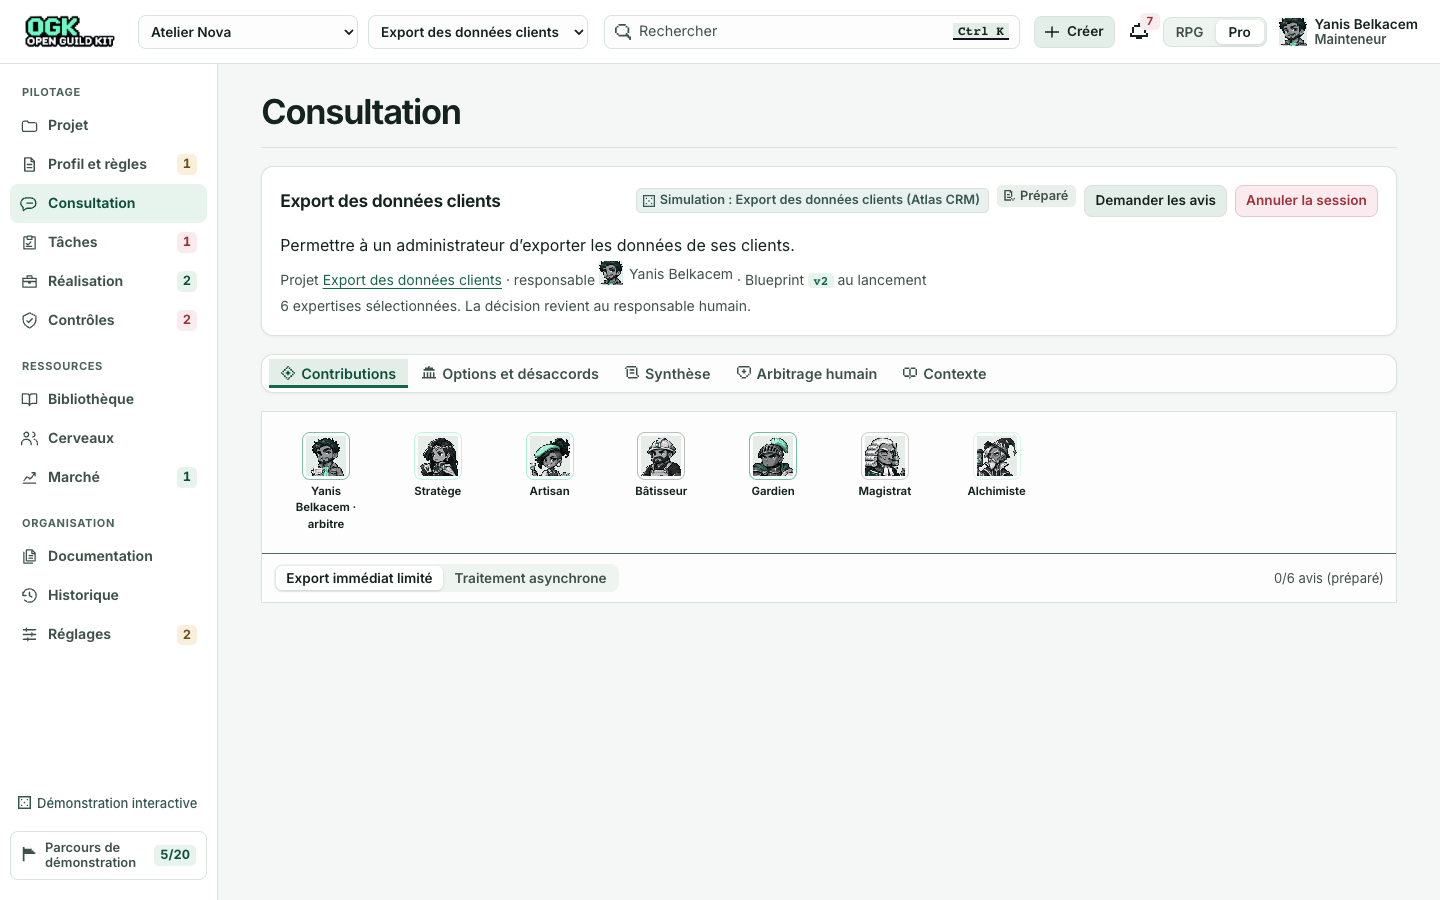 OGK
OPEN GUILD KIT
Atelier Nova
Export des données clients
Rechercher
Ctrl K
Créer
7
RPG
Pro
Yanis Belkacem
Mainteneur
PILOTAGE
Projet
Profil et règles 1
Consultation
Tâches 1
Réalisation 2
Contrôles 2
RESSOURCES
Bibliothèque
Cerveaux
Marché 1
ORGANISATION
Documentation
Historique
Réglages 2
Démonstration interactive
Parcours de
démonstration
5/20
Consultation
Export des données clients
Simulation : Export des données clients (Atlas CRM)
Préparé
Demander les avis
Annuler la session
Permettre à un administrateur d’exporter les données de ses clients.
Projet Export des données clients · responsable Yanis Belkacem · Blueprint v2 au lancement
6 expertises sélectionnées. La décision revient au responsable humain.
Contributions
Options et désaccords
Synthèse
Arbitrage humain
Contexte
Yanis
Belkacem ·
arbitre
Stratège
Artisan
Bâtisseur
Gardien
Magistrat
Alchimiste
Export immédiat limité
Traitement asynchrone
0/6 avis (préparé)